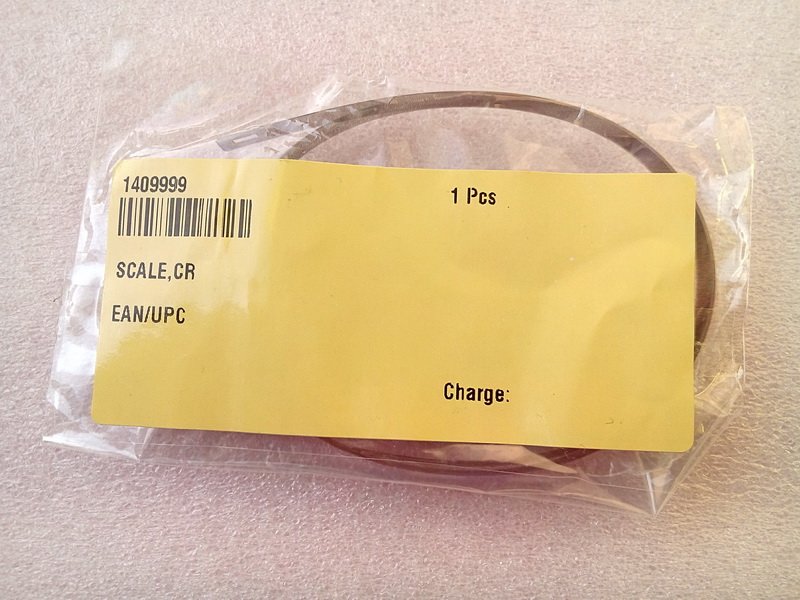 1409999
1 Pcs
SCALE,CR
EAN/UPC
Charge: